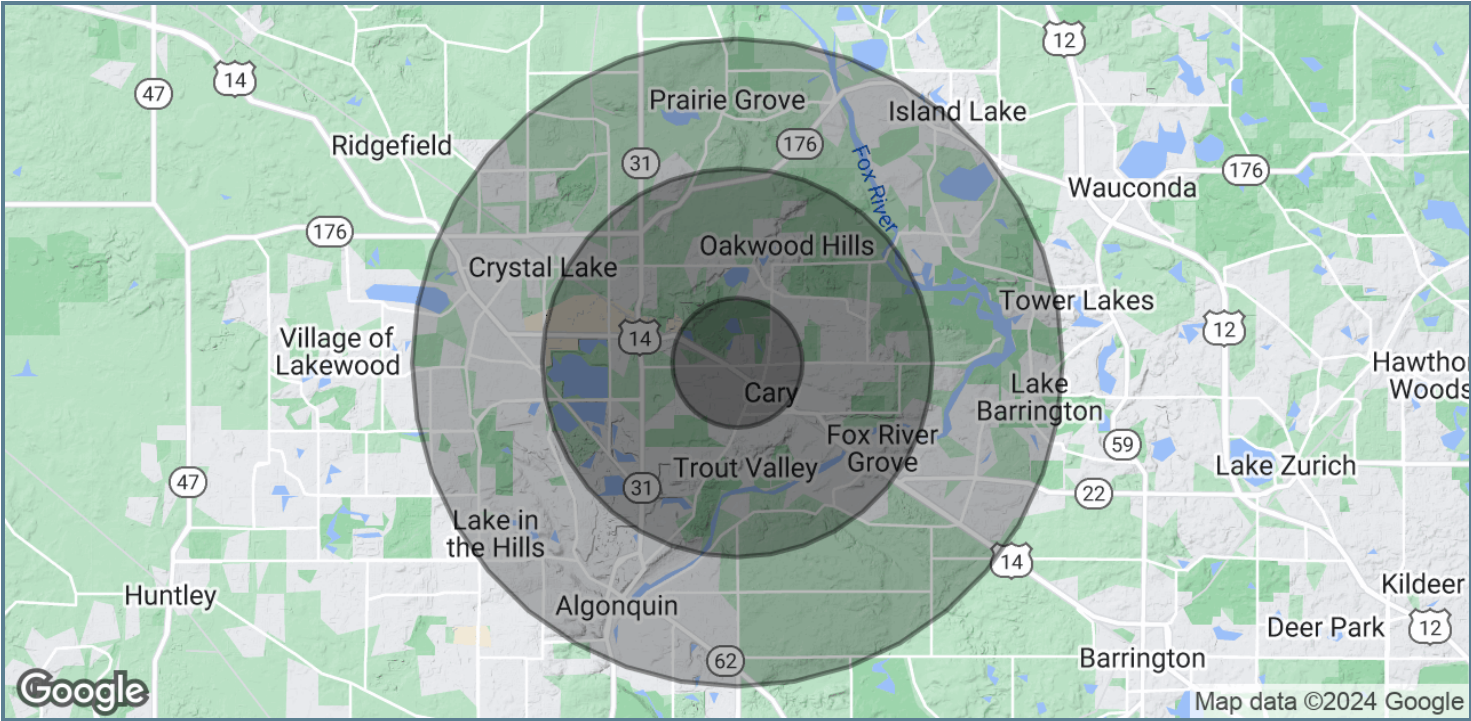 12
14
47
Prairie Grove
Island Lake
Ridgefield
176
31
Fox River
176
Wauconda
176
Oakwood Hills
Crystal Lake
Tower Lakes
12
14
Village of
Lakewood
Hawthor
Woods
Cary
Lake
Barrington
Fox River
Grove
59
Trout Valley
Lake Zurich
47
31
22
Lake in
the Hills
14
Huntley
Algonquin
Kildeer
Deer Park
12
62
Barrington
Google
Map data ©2024 Google